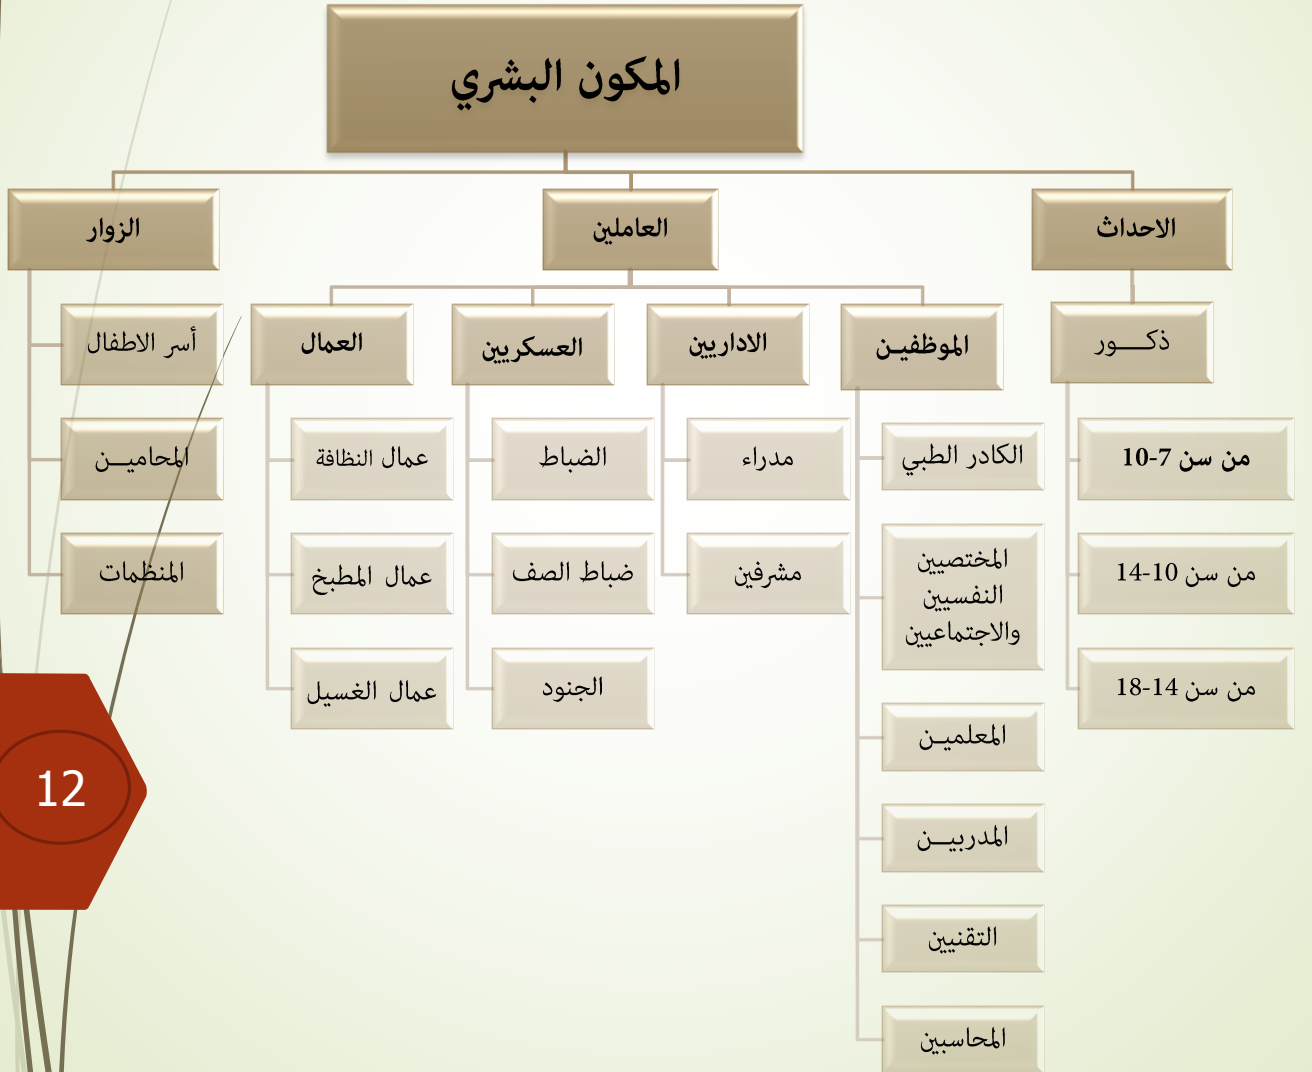 المكون البشري
الاحداث
العاملين
الزوار
ذكـــور
الموظفيـن
الاداريين
العسكريين
العمال
أسر الاطفال
من سن 7-10
الكادر الطبي
مدراء
الضباط
عمال النظافة
المحاميــن
من سن 10-14
المختصيين
النفسيين
والاجتماعيين
مشرفين
ضباط الصف
عمال المطبخ
المنظمات
من سن 14-18
المعلميـن
الجنود
عمال الغسيل
المدربيــن
التقنيين
المحاسبين
12